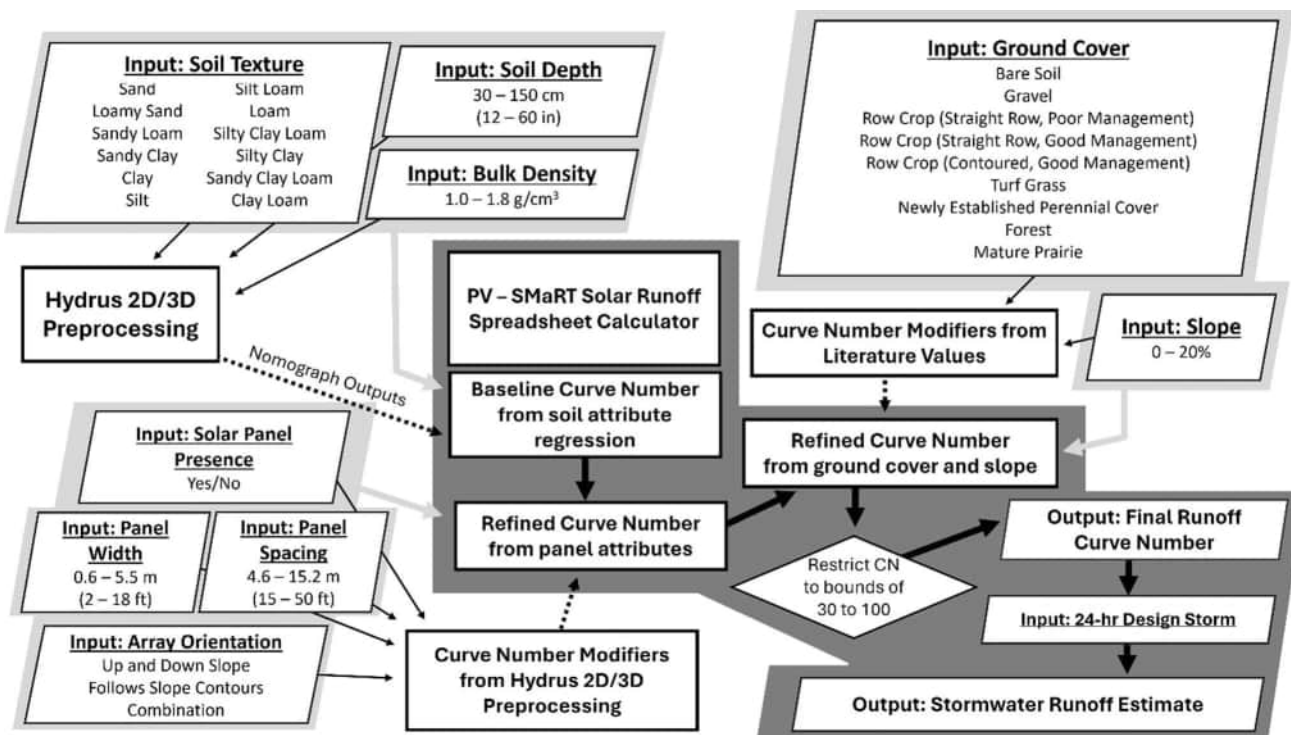 Input: Soil Texture
Sand Silt Loam
Loamy Sand Loam
Sandy Loam Silty Clay Loam
Sandy Clay Silty Clay
Clay Sandy Clay Loam
Silt Clay Loam
Input: Soil Depth
30 – 150 cm
(12 – 60 in)
Input: Bulk Density
1.0 – 1.8 g/cm³
Input: Ground Cover
Bare Soil
Gravel
Row Crop (Straight Row, Poor Management)
Row Crop (Straight Row, Good Management)
Row Crop (Contoured, Good Management)
Turf Grass
Newly Established Perennial Cover
Forest
Mature Prairie
Hydrus 2D/3D
Preprocessing
PV – SMaRT Solar Runoff
Spreadsheet Calculator
Curve Number Modifiers from
Literature Values
Input: Slope
0 – 20%
Nomograph Outputs
Baseline Curve Number
from soil attribute
regression
Refined Curve Number
from ground cover and slope
Input: Solar Panel
Presence
Yes/No
Input: Panel
Width
0.6 – 5.5 m
(2 – 18 ft)
Input: Panel
Spacing
4.6 – 15.2 m
(15 – 50 ft)
Refined Curve Number
from panel attributes
Restrict CN
to bounds of
30 to 100
Output: Final Runoff
Curve Number
Input: 24-hr Design Storm
Input: Array Orientation
Up and Down Slope
Follows Slope Contours
Combination
Curve Number Modifiers
from Hydrus 2D/3D
Preprocessing
Output: Stormwater Runoff Estimate